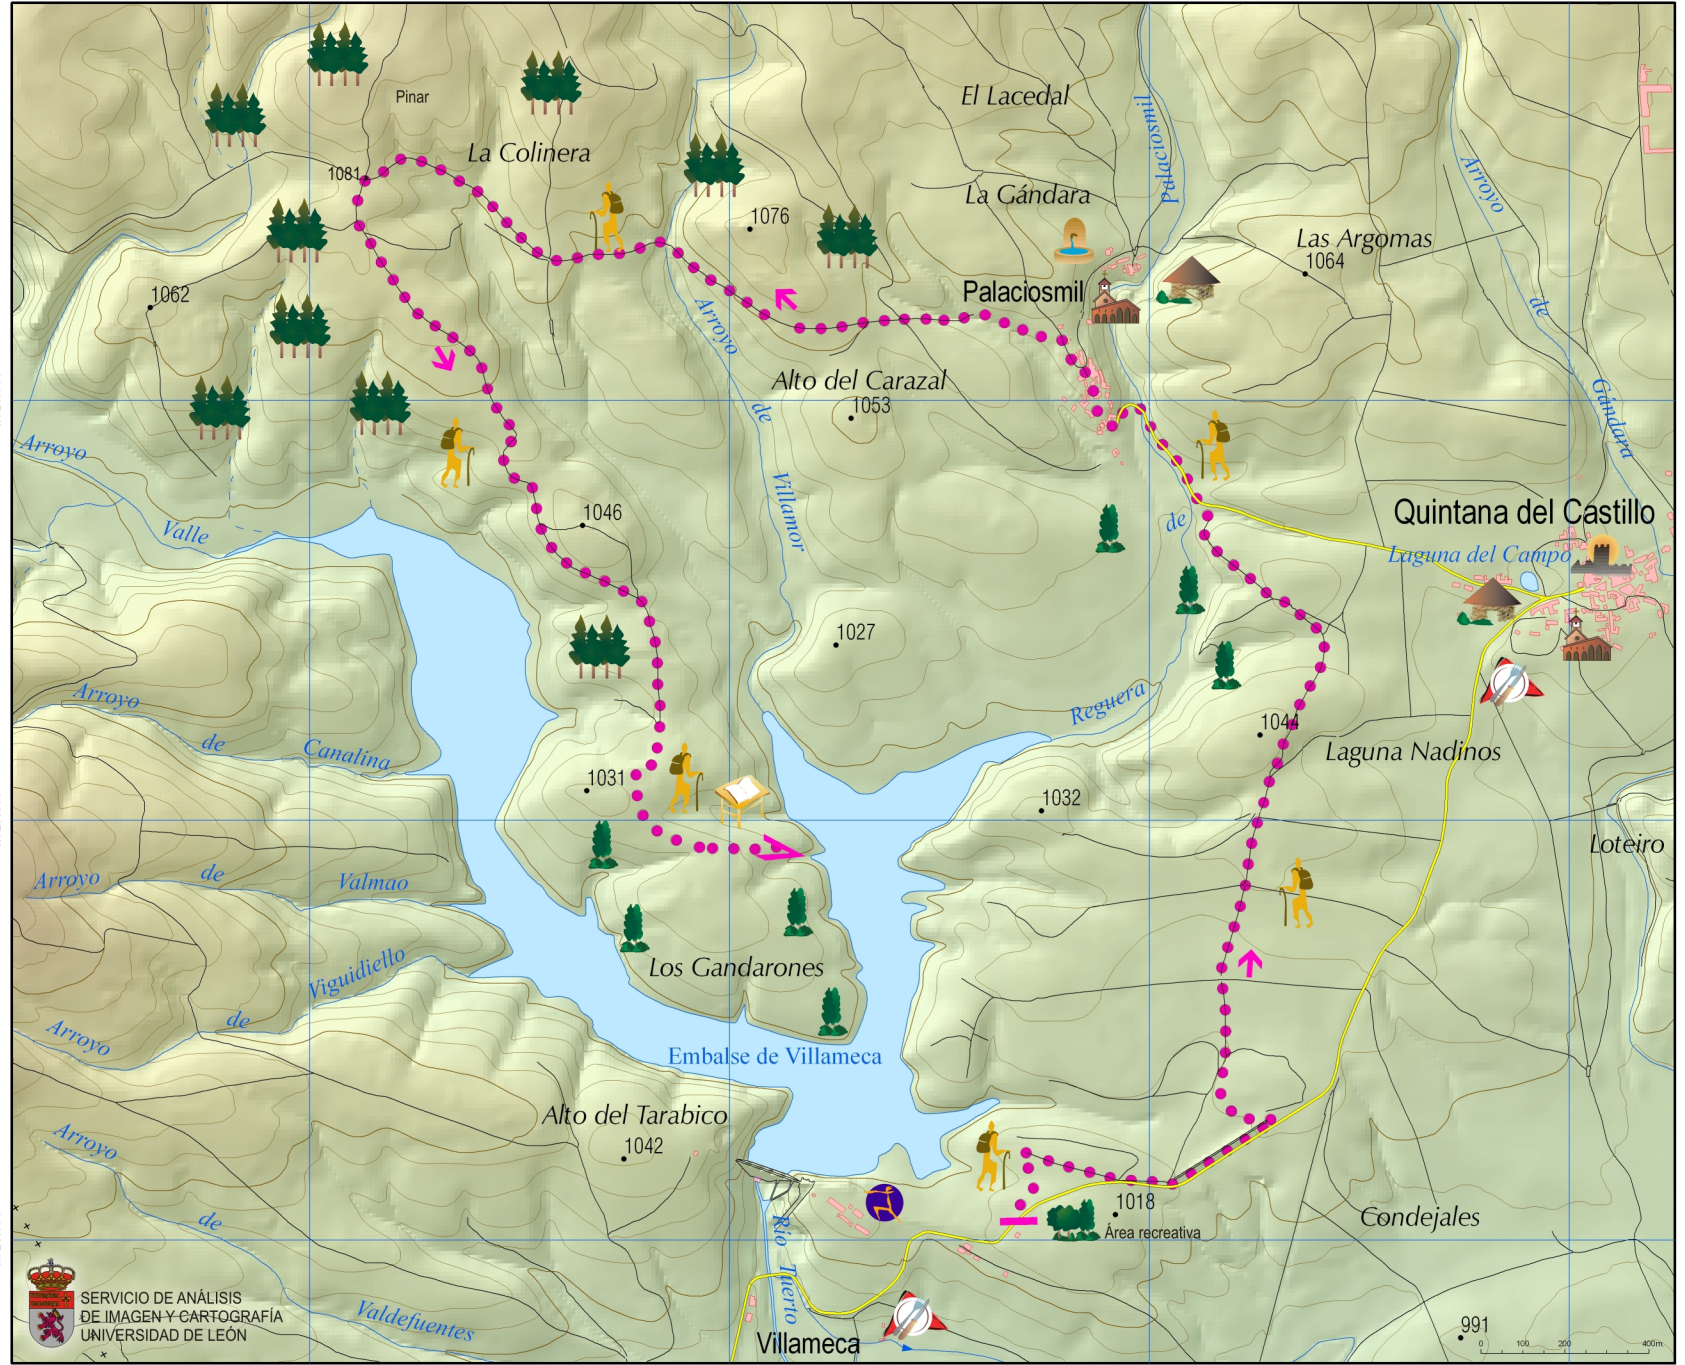 Pinar
El Lacedal
Palaciosmil
La Colinera
1081
La Gándara
Arroyo
1076
Las Argomas
1064
1062
Palaciosmil
de
Arroyo
Alto del Carazal
1053
de
Gándara
Arroyo
Valle
1046
Villamor
de
Quintana del Castillo
Laguna del Campo
1027
Arroyo
de
Canalina
Reguera
1044
Laguna Nadinos
1031
1032
Loteiro
Arroyo
de
Valmao
Los Gandarones
Viguidiello
de
Arroyo
Embalse de Villameca
Alto del Tarabico
1042
Arroyo
de
1018
Área recreativa
Condejales
Río
Tuerto
SERVICIO DE ANÁLISIS
DE IMAGEN Y CARTOGRAFÍA
UNIVERSIDAD DE LEÓN
Valdefuentes
Villameca
991
0 100 200 400m